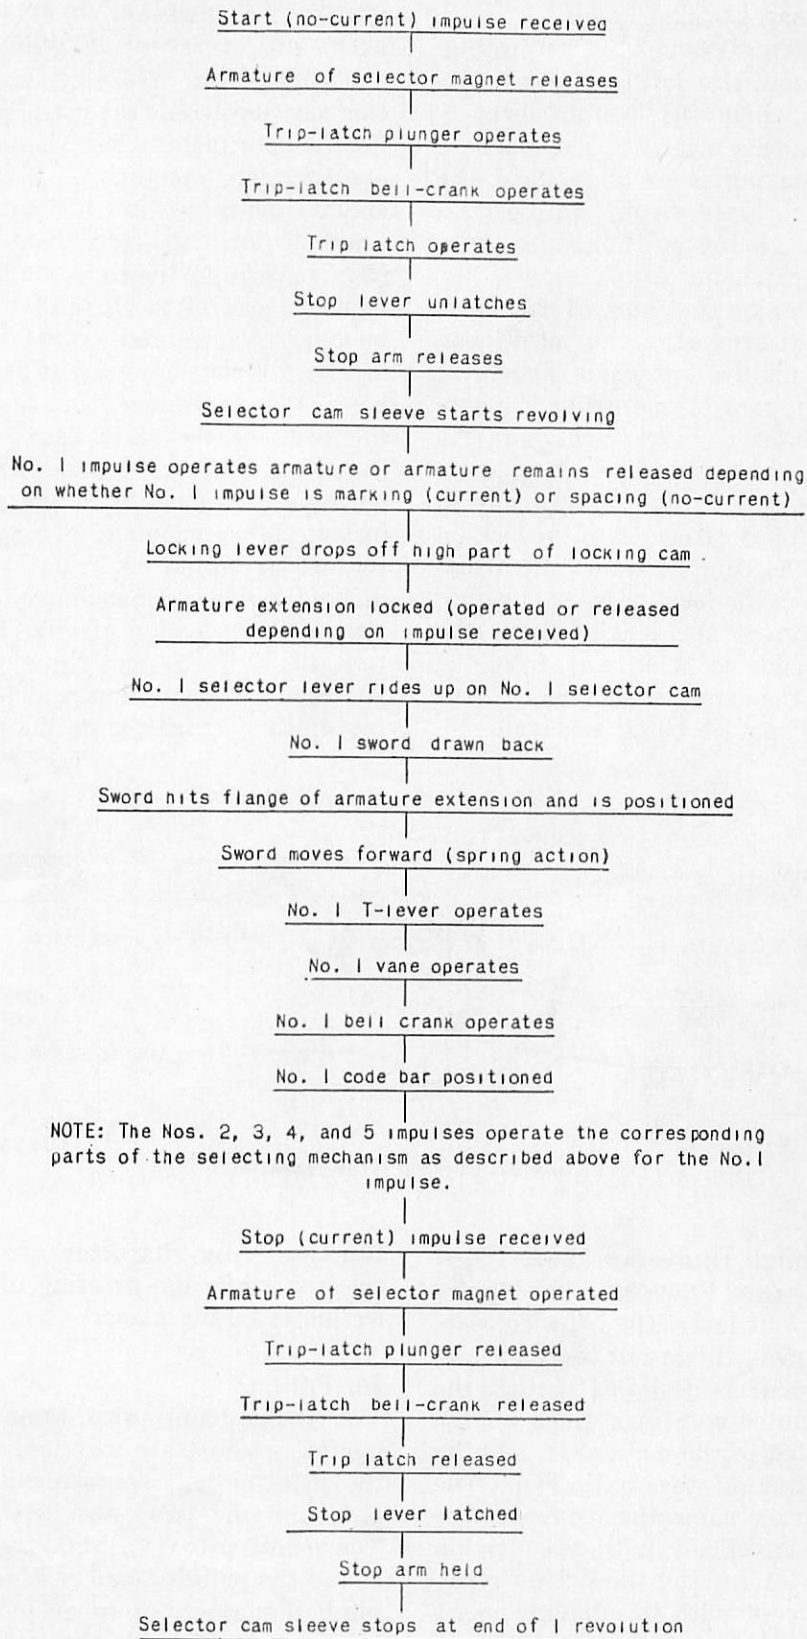 Start (no-current) impulse received
Armature of selector magnet releases
Trip-latch plunger operates
Trip-latch bell-crank operates
Trip latch operates
Stop lever unlatches
Stop arm releases
Selector cam sleeve starts revolving
No. 1 impulse operates armature or armature remains released depending
on whether No. 1 impulse is marking (current) or spacing (no-current)
Locking lever drops off high part of locking cam
Armature extension locked (operated or released
depending on impulse received)
No. 1 selector lever rides up on No. 1 selector cam
No. 1 sword drawn back
Sword hits flange of armature extension and is positioned
Sword moves forward (spring action)
No. 1 T-lever operates
No. 1 vane operates
No. 1 bell crank operates
No. 1 code bar positioned
NOTE: The Nos. 2, 3, 4, and 5 impulses operate the corresponding
parts of the selecting mechanism as described above for the No.1
impulse.
Stop (current) impulse received
Armature of selector magnet operated
Trip-latch plunger released
Trip-latch bell-crank released
Trip latch released
Stop lever latched
Stop arm held
Selector cam sleeve stops at end of 1 revolution